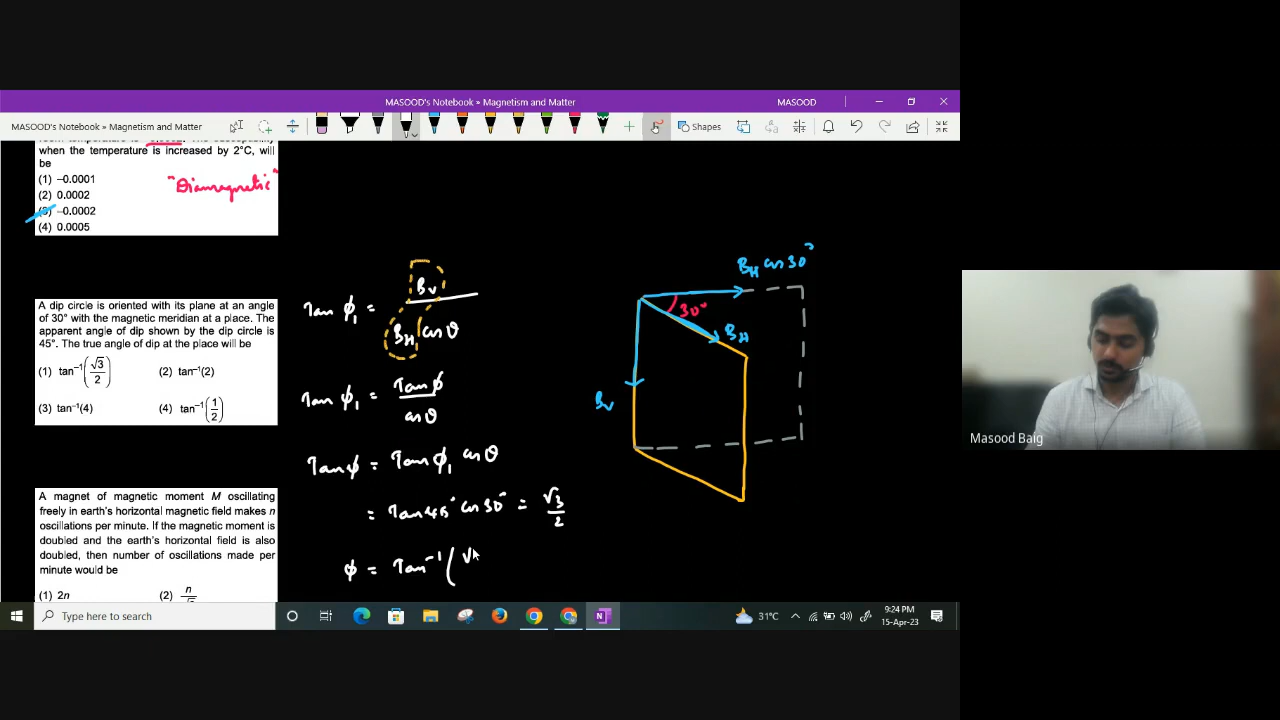 MASOOD's Notebook » Magnetism and Matter
MASOOD
MASOOD's Notebook » Magnetism and Matter
Shapes
when the temperature is increased by 2°C, will
be
(1) –0.0001
(2) 0.0002
(3) –0.0002
(4) 0.0005
"Diamagnetic"
A dip circle is oriented with its plane at an angle
of 30° with the magnetic meridian at a place. The
apparent angle of dip shown by the dip circle is
45°. The true angle of dip at the place will be
(1) tan⁻¹(√3/2) (2) tan⁻¹(2)
(3) tan⁻¹(4) (4) tan⁻¹(1/2)
A magnet of magnetic moment M oscillating
freely in earth's horizontal magnetic field makes n
oscillations per minute. If the magnetic moment is
doubled and the earth's horizontal field is also
doubled, then number of oscillations made per
minute would be
(1) 2n (2) n
Tan ϕ₁ = Bv / BH cos θ
Tan ϕ₁ = Tan ϕ / cos θ
Tan ϕ = Tan ϕ₁ cos θ
= Tan 45° cos 30° = √3/2
ϕ = Tan⁻¹ (√
BH cos 30°
30°
BH
Bv
Masood Baig
Type here to search
31°C
9:24 PM
15-Apr-23